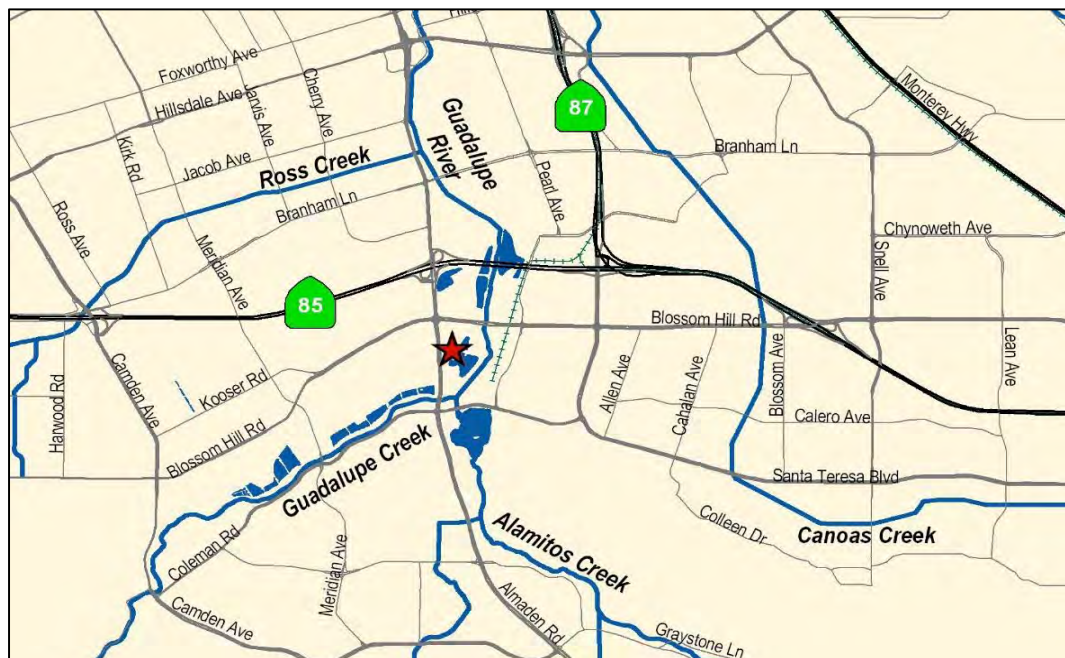 Foxworthy Ave
Hillsdale Ave
Kirk Rd
Jarvis Ave
Cherry Ave
Jacob Ave
Ross Creek
Guadalupe
River
87
Pearl Ave
Branham Ln
Monterey Hwy
Ross Ave
Meridian Ave
Branham Ln
Chynoweth Ave
Snell Ave
85
Blossom Hill Rd
Lean Ave
Harwood Rd
Camden Ave
Kooser Rd
Blossom Hill Rd
Allen Ave
Cahalan Ave
Blossom Ave
Calero Ave
Guadalupe Creek
Santa Teresa Blvd
Colleen Dr
Canoas Creek
Coleman Rd
Meridian Ave
Alamitos Creek
Camden Ave
Almaden Rd
Graystone Ln